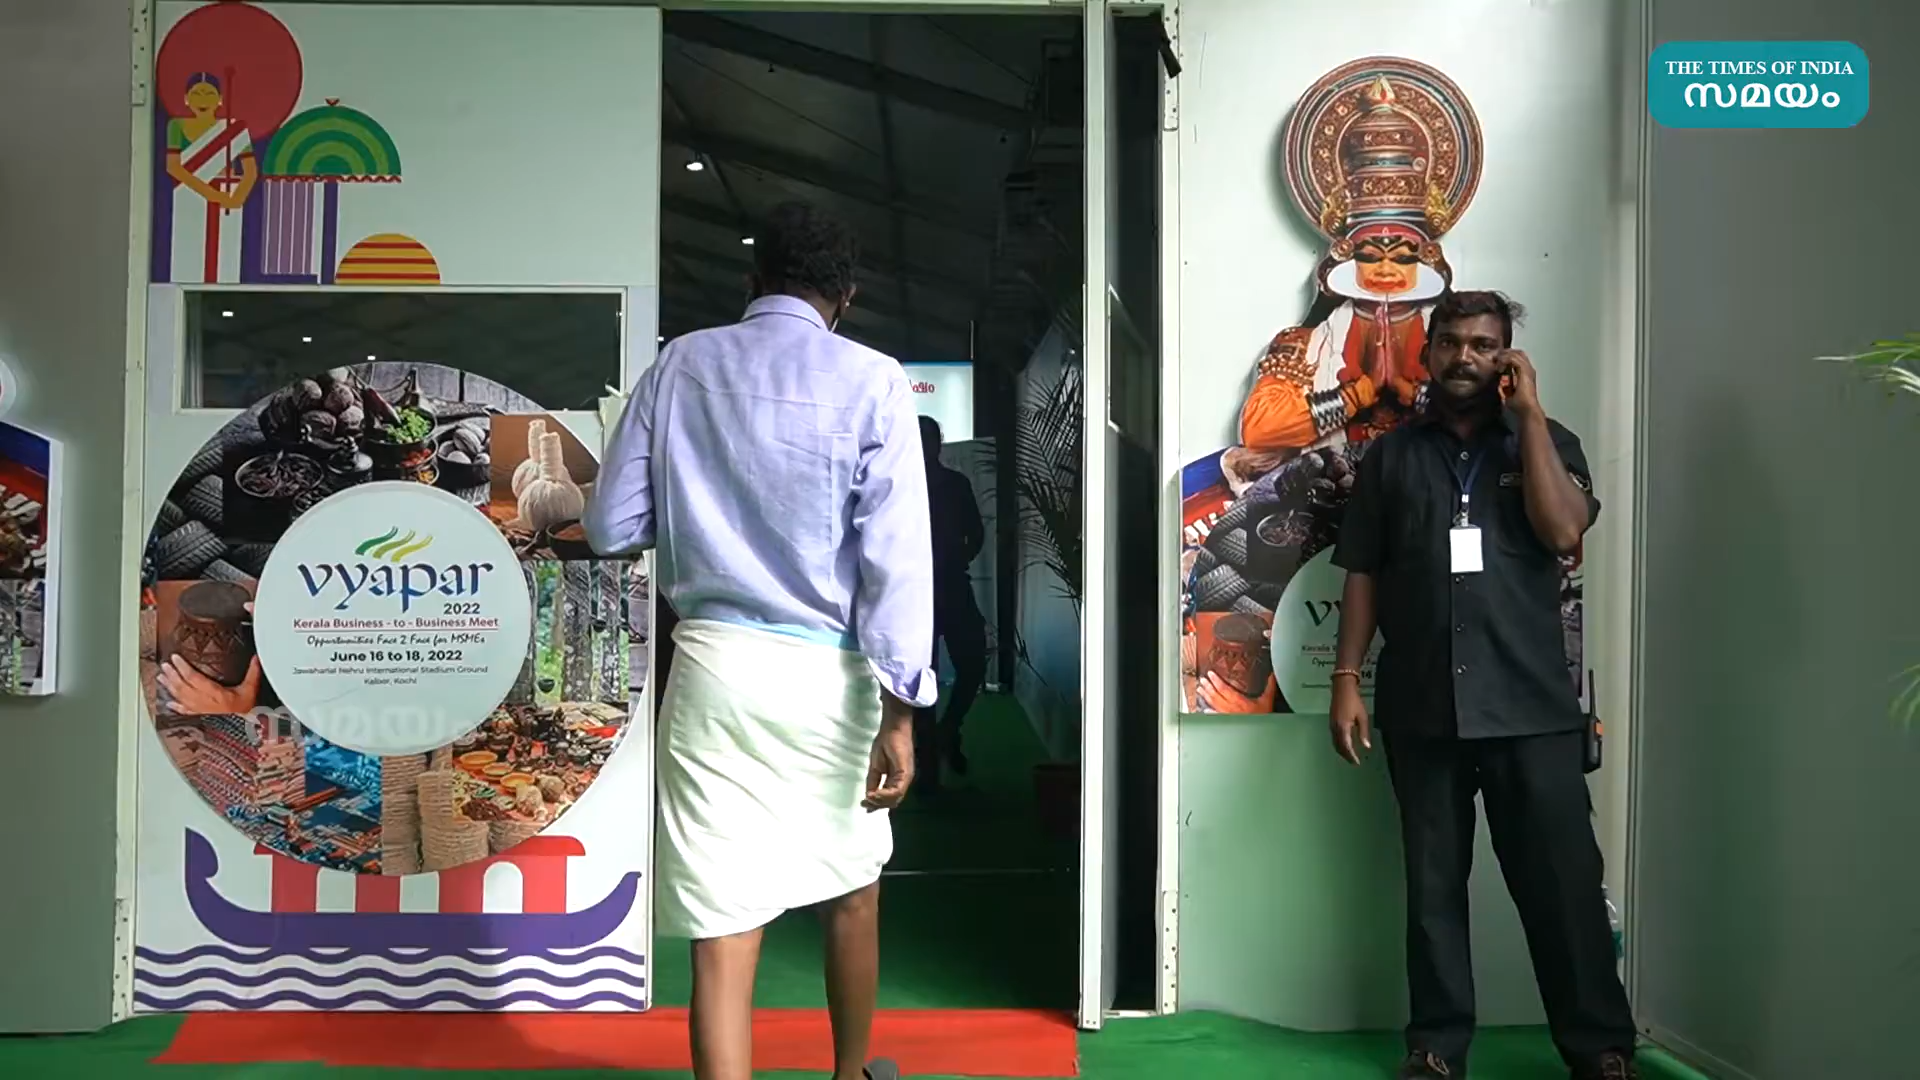 THE TIMES OF INDIA
സമയം
vyapar
2022
Kerala Business - to - Business Meet
Opportunities Face 2 Face for MSMEs
June 16 to 18, 2022
Jawaharlal Nehru International Stadium Ground
Kaloor, Kochi
സമയം